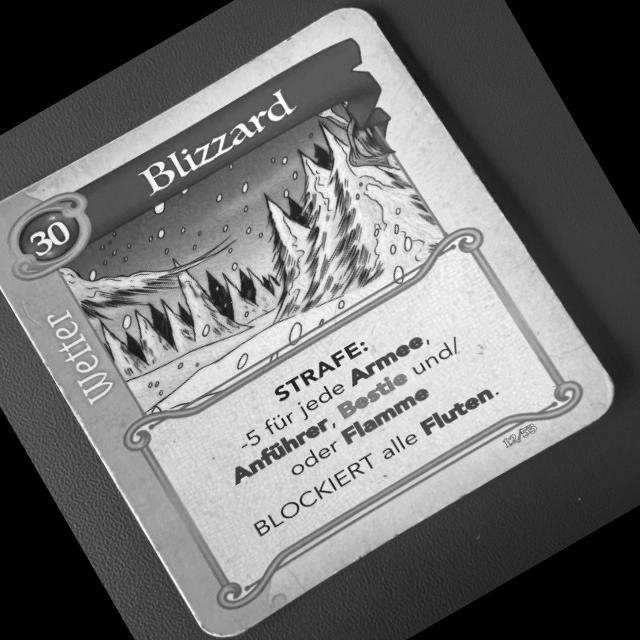 Blizzard
30
Wetter
STRAFE:
-5 für jede Armee,
Anführer, Bestie und/
oder Flamme
BLOCKIERT alle Fluten.
12/53